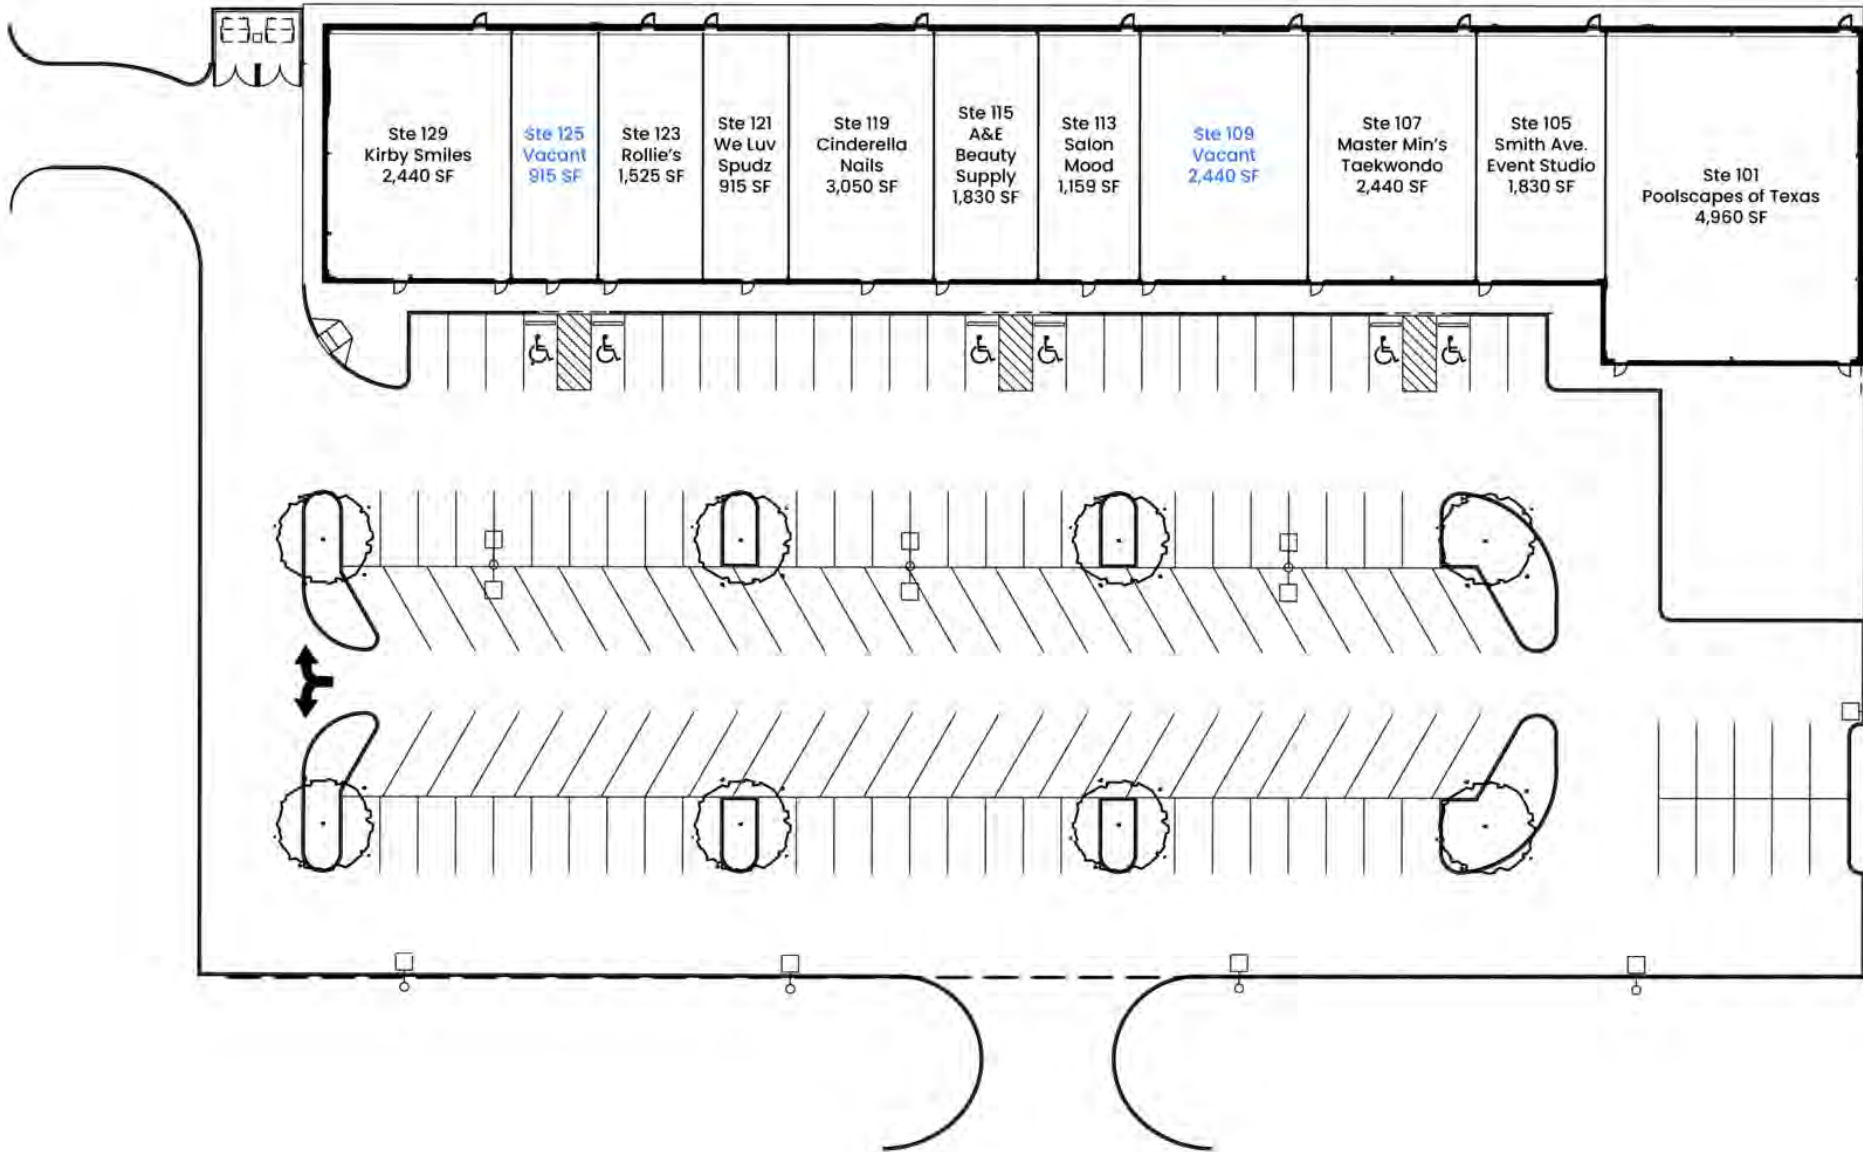 Ste 129
Kirby Smiles
2,440 SF
Ste 125
Vacant
915 SF
Ste 123
Rollie's
1,525 SF
Ste 121
We Luv
Spudz
915 SF
Ste 119
Cinderella
Nails
3,050 SF
Ste 115
A&E
Beauty
Supply
1,830 SF
Ste 113
Salon
Mood
1,159 SF
Ste 109
Vacant
2,440 SF
Ste 107
Master Min's
Taekwondo
2,440 SF
Ste 105
Smith Ave.
Event Studio
1,830 SF
Ste 101
Poolscapes of Texas
4,960 SF